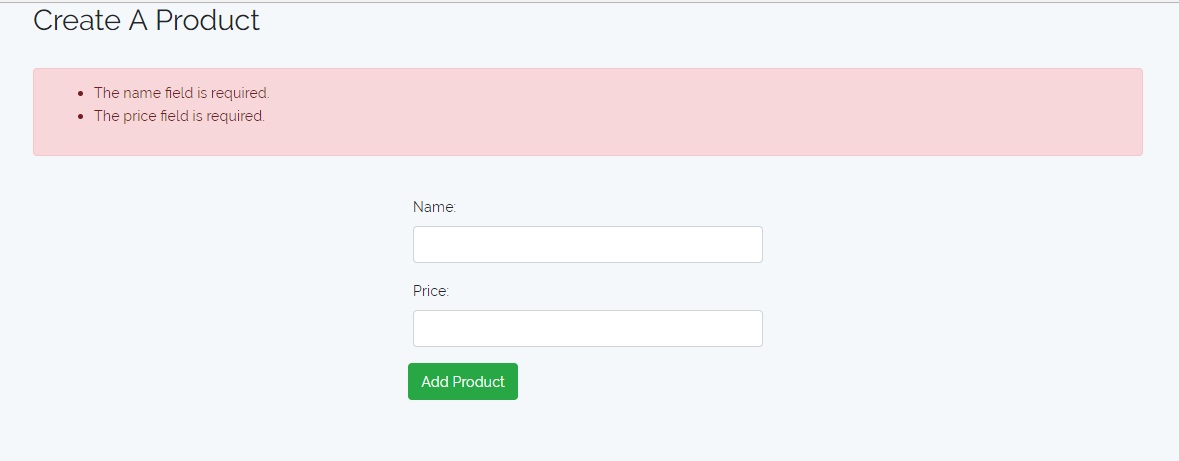 Create A Product
The name field is required.
The price field is required.
Name:
Price:
Add Product